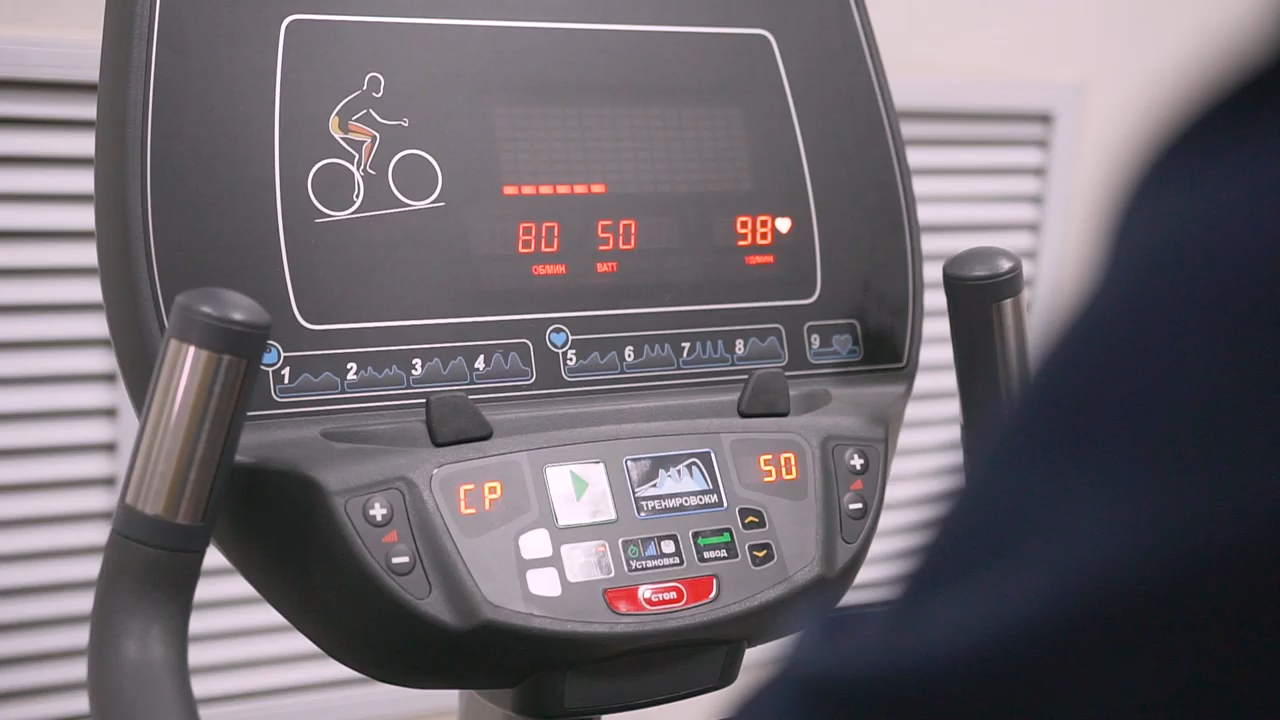 80 50 98
ОБ/МИН ВАТТ УД/МИН
1 2 3 4 5 6 7 8 9
CP 50
ТРЕНИРОВОКИ
Установка ввод
стоп